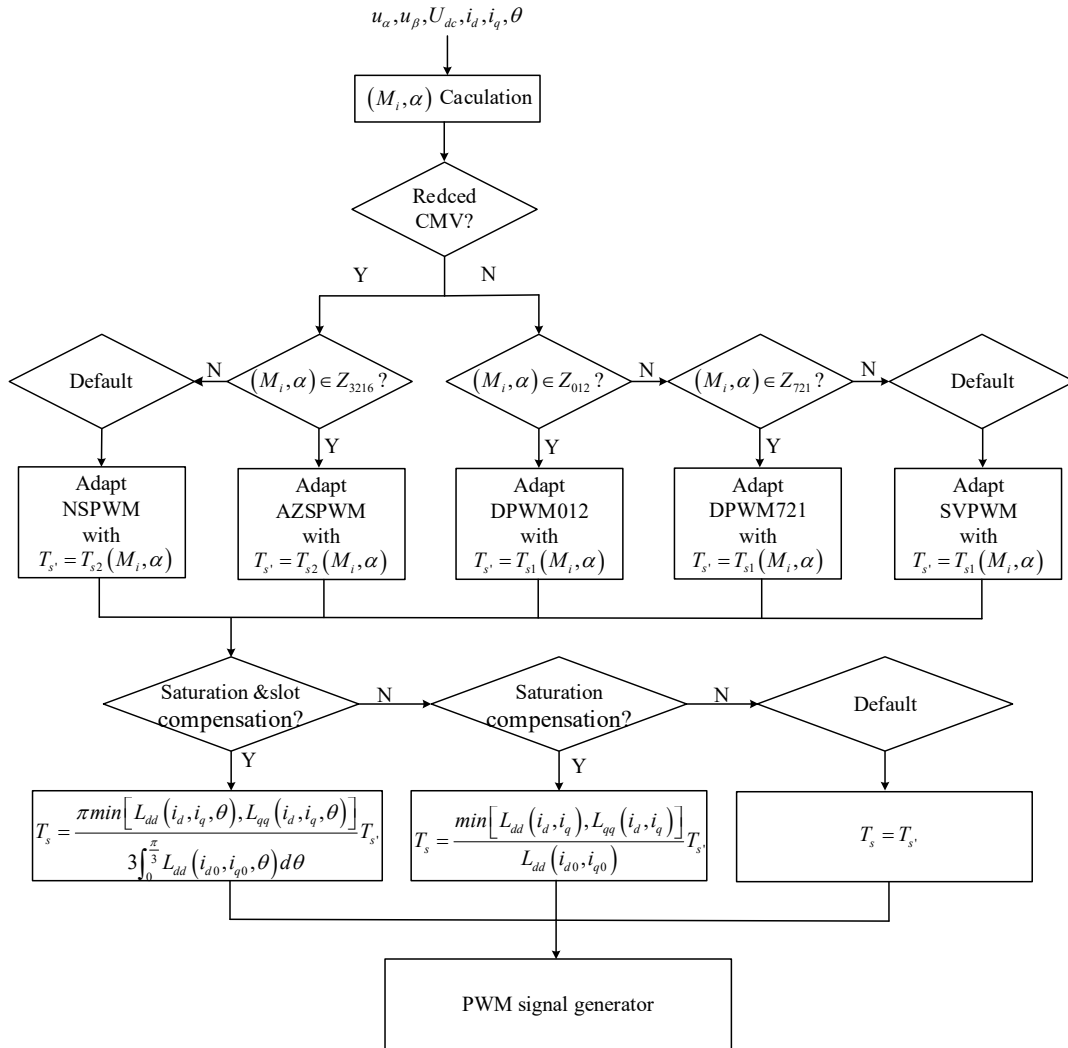 u_α, u_β, U_dc, i_d, i_q, θ
(M_i, α) Caculation
Redced
CMV?
Y
N
Default
N
(M_i, α) ∈ Z_3216 ?
(M_i, α) ∈ Z_012 ?
N
(M_i, α) ∈ Z_721 ?
N
Default
Y
Y
Y
Adapt
NSPWM
with
T_s' = T_s2 (M_i, α)
Adapt
AZSPWM
with
T_s' = T_s2 (M_i, α)
Adapt
DPWM012
with
T_s' = T_s1 (M_i, α)
Adapt
DPWM721
with
T_s' = T_s1 (M_i, α)
Adapt
SVPWM
with
T_s' = T_s1 (M_i, α)
Saturation &slot
compensation?
N
Saturation
compensation?
N
Default
Y
Y
T_s = \frac{π min[L_dd (i_d, i_q, θ), L_qq (i_d, i_q, θ)]}{3∫_0^{\frac{π}{3}} L_dd (i_d0, i_q0, θ) dθ} T_s'
T_s = \frac{min[L_dd (i_d, i_q), L_qq (i_d, i_q)]}{L_dd (i_d0, i_q0)} T_s'
T_s = T_s'
PWM signal generator